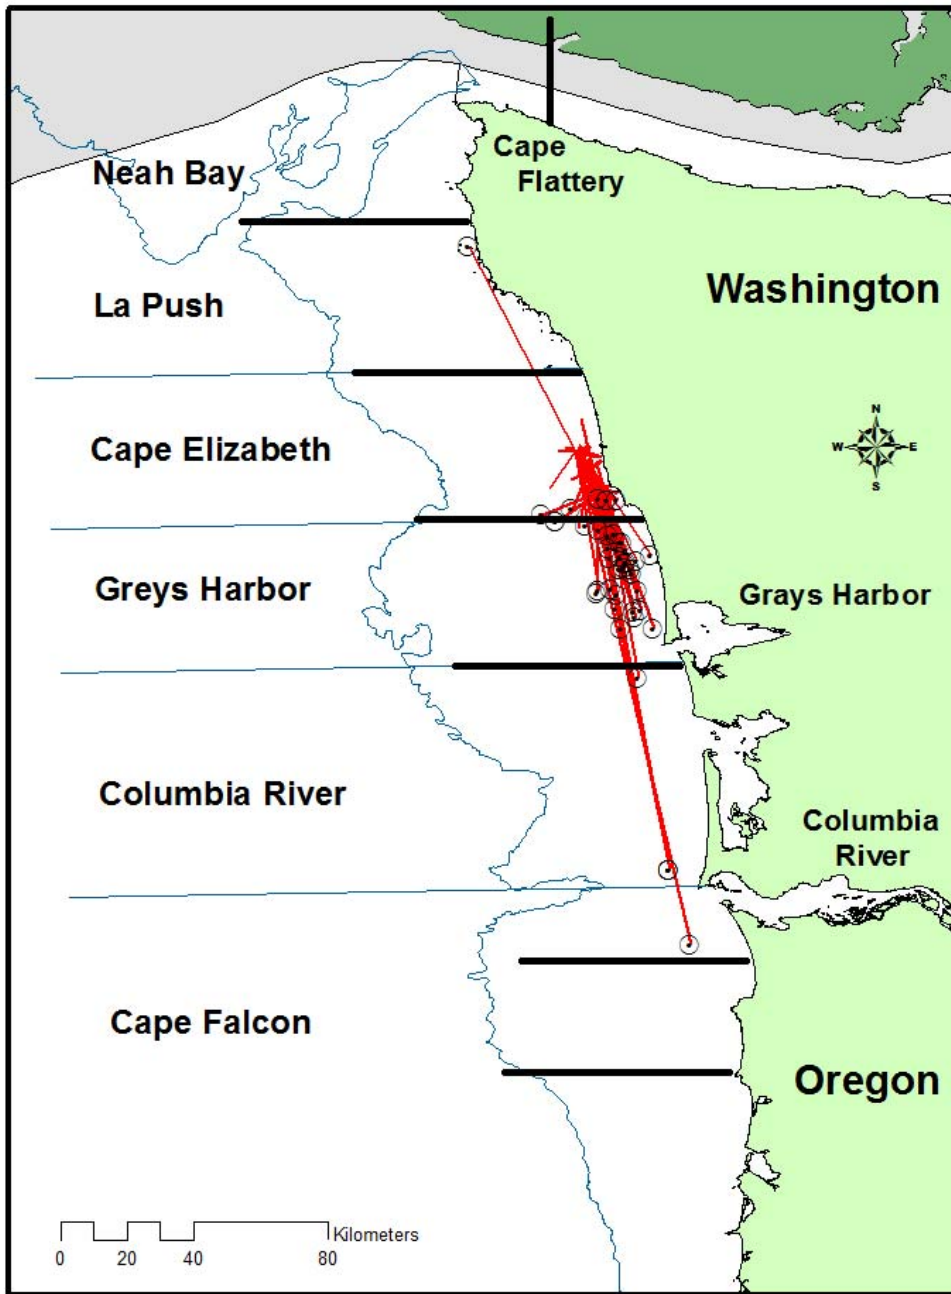 Cape
Flattery
Neah Bay
Washington
La Push
Cape Elizabeth
N
W
E
S
Greys Harbor
Grays Harbor
Columbia River
Columbia
River
Cape Falcon
Oregon
Kilometers
0 20 40 80